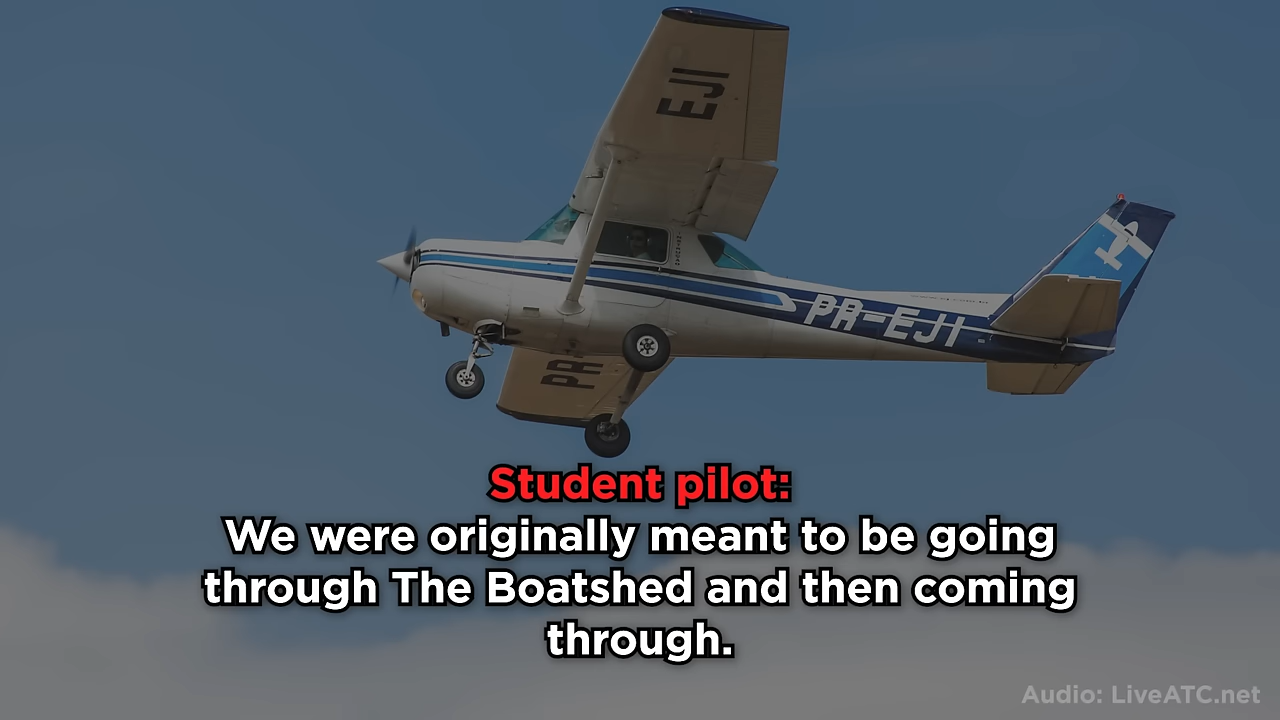 EJI
PR-EJI
PR
Student pilot:
We were originally meant to be going
through The Boatshed and then coming
through.
Audio: LiveATC.net